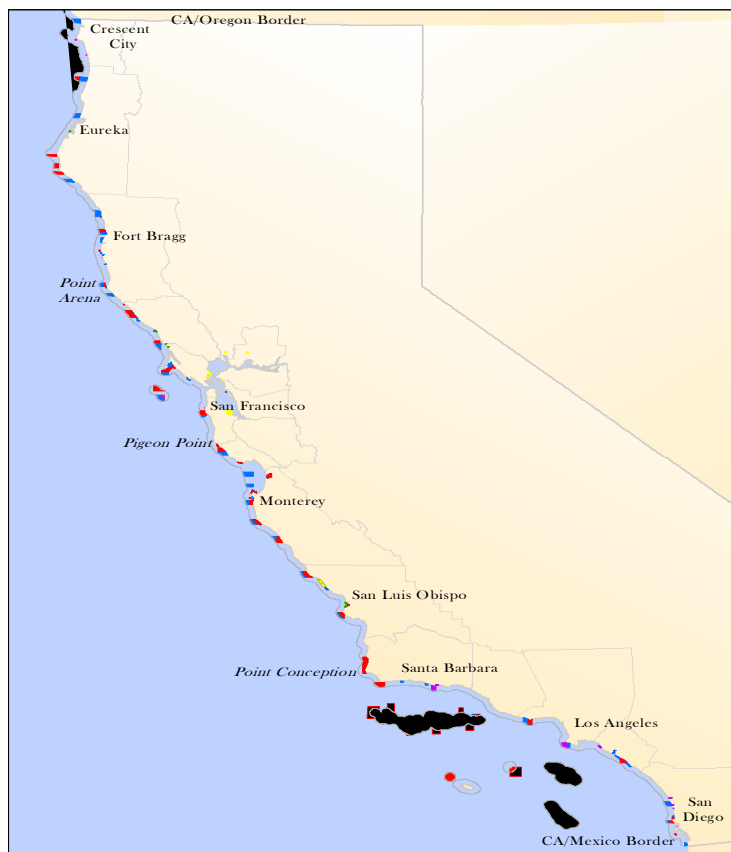 CA/Oregon Border
Crescent
City
Eureka
Fort Bragg
Point
Arena
San Francisco
Pigeon Point
Monterey
San Luis Obispo
Point Conception
Santa Barbara
Los Angeles
San
Diego
CA/Mexico Border